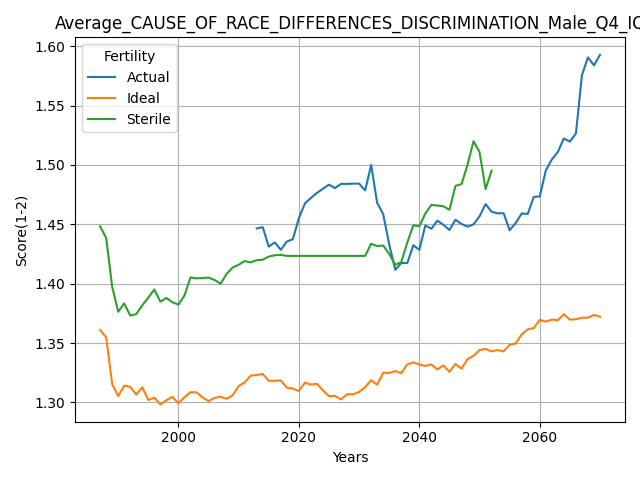 Average_CAUSE_OF_RACE_DIFFERENCES_DISCRIMINATION_Male_Q4_IQ
Fertility
Actual
Ideal
Sterile
1.60
1.55
1.50
1.45
1.40
1.35
1.30
Score(1-2)
2000 2020 2040 2060
Years